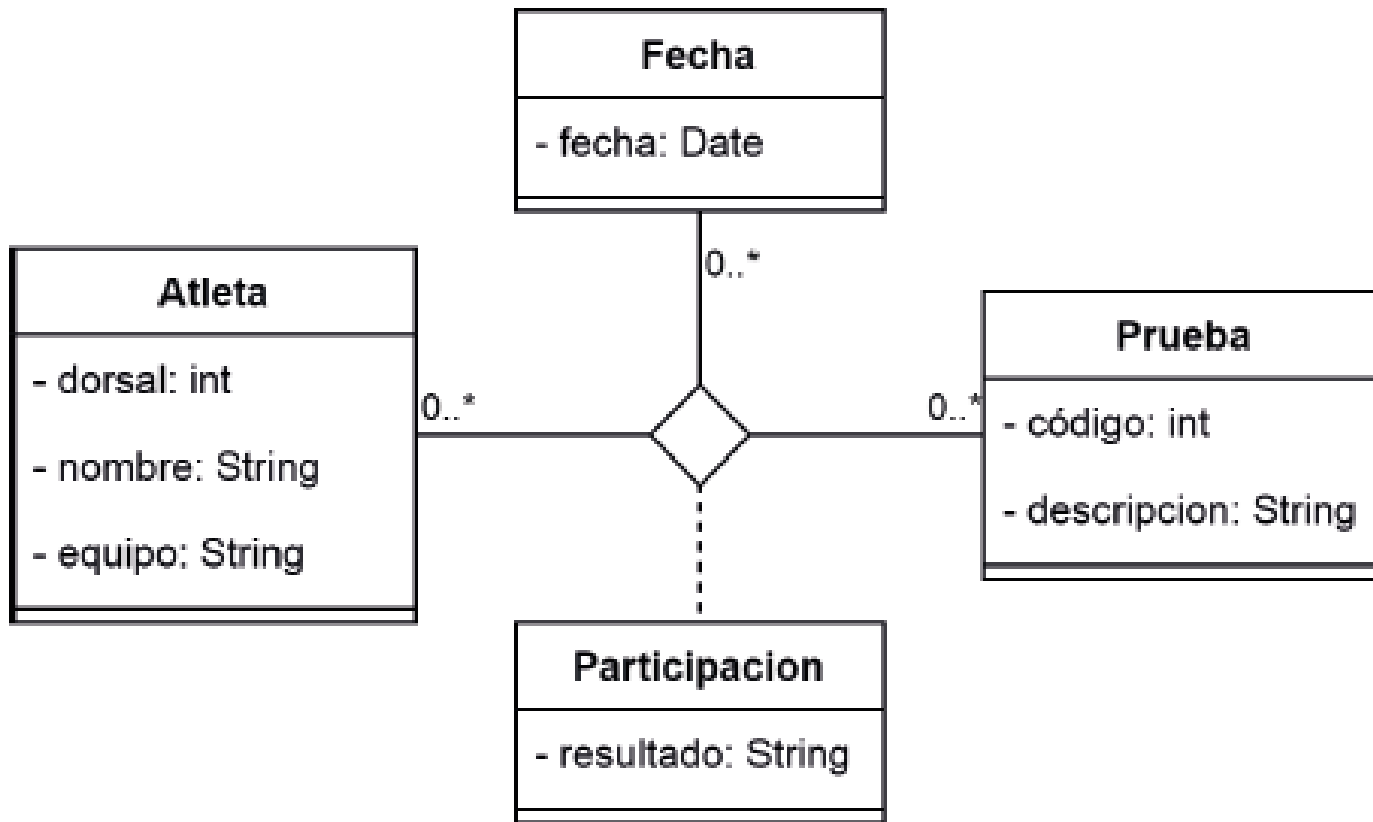 Fecha
- fecha: Date
0..*
Atleta
- dorsal: int
- nombre: String
- equipo: String
0..*
0..*
Prueba
- código: int
- descripcion: String
Participacion
- resultado: String